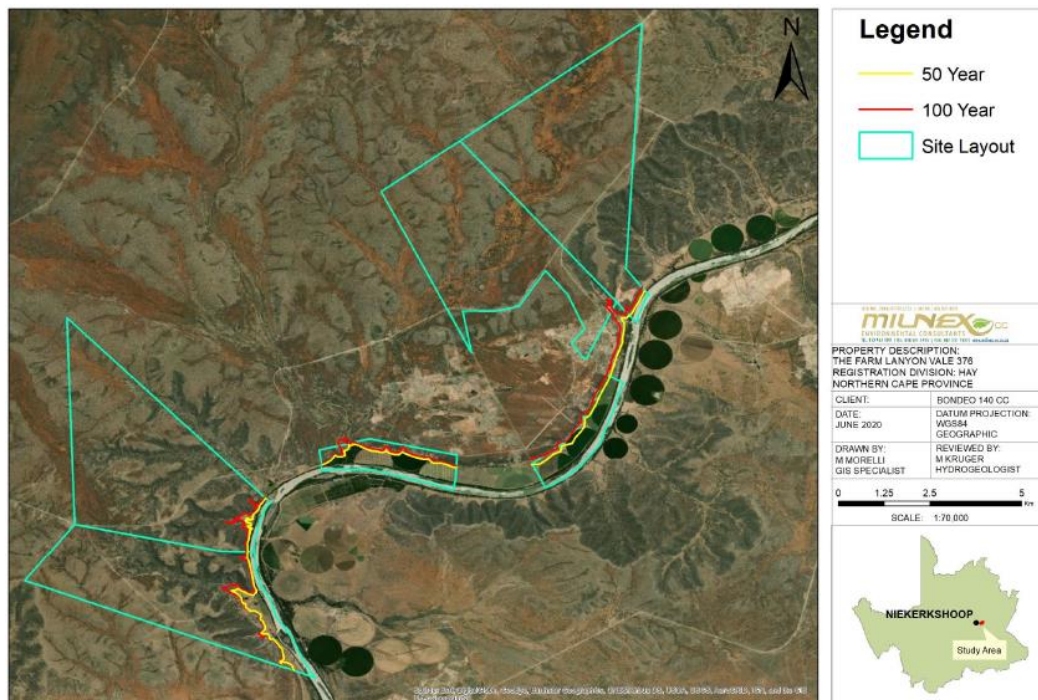 N
Legend
50 Year
100 Year
Site Layout
MILNEX CC
ENVIRONMENTAL CONSULTANTS
PROPERTY DESCRIPTION:
THE FARM LANYON VALE 376
REGISTRATION DIVISION: HAY
NORTHERN CAPE PROVINCE
CLIENT:
BONDEO 140 CC
DATE:
JUNE 2020
DATUM PROJECTION:
WGS84
GEOGRAPHIC
DRAWN BY:
M MORELLI
GIS SPECIALIST
REVIEWED BY:
M KRUGER
HYDROGEOLOGIST
0 1.25 2.5 5
Km
SCALE: 1:70,000
NIEKERKSHOOP
Study Area